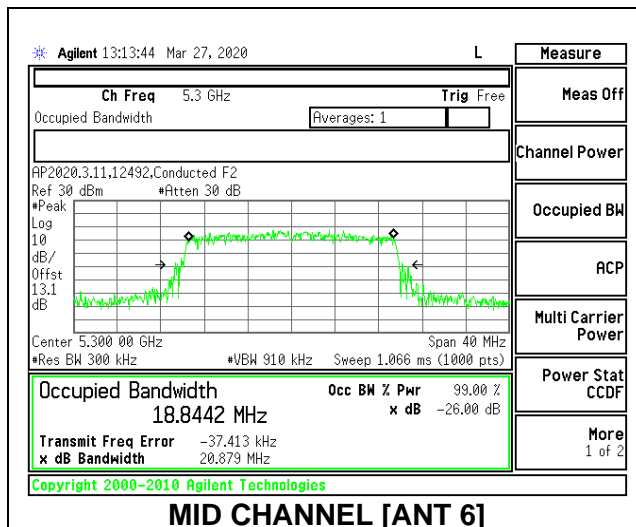 Agilent 13:13:44 Mar 27, 2020 L
Measure
Ch Freq 5.3 GHz Trig Free
Meas Off
Occupied Bandwidth Averages: 1
Channel Power
AP2020.3.11,12492,Conducted F2
Ref 30 dBm #Atten 30 dB
#Peak
Log
10
dB/
Offst
13.1
dB
Occupied BW
ACP
Center 5.300 00 GHz Span 40 MHz
#Res BW 300 kHz #VBW 910 kHz Sweep 1.066 ms (1000 pts)
Multi Carrier
Power
Occupied Bandwidth Occ BW % Pwr 99.00 %
18.8442 MHz x dB -26.00 dB
Power Stat
CCDF
Transmit Freq Error -37.413 kHz
x dB Bandwidth 20.879 MHz
More
1 of 2
Copyright 2000-2010 Agilent Technologies
MID CHANNEL [ANT 6]